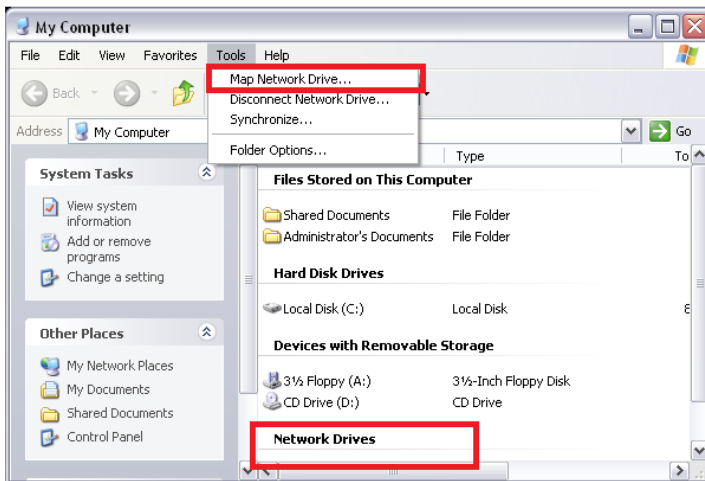 My Computer
File Edit View Favorites Tools Help
Map Network Drive...
Back
Disconnect Network Drive...
Synchronize...
Address My Computer Go
Folder Options...
Type To
System Tasks
Files Stored on This Computer
View system
information
Shared Documents File Folder
Add or remove
programs
Administrator's Documents File Folder
Change a setting
Hard Disk Drives
Local Disk (C:) Local Disk
Other Places
Devices with Removable Storage
My Network Places
3½ Floppy (A:) 3½-Inch Floppy Disk
My Documents
CD Drive (D:) CD Drive
Shared Documents
Control Panel
Network Drives